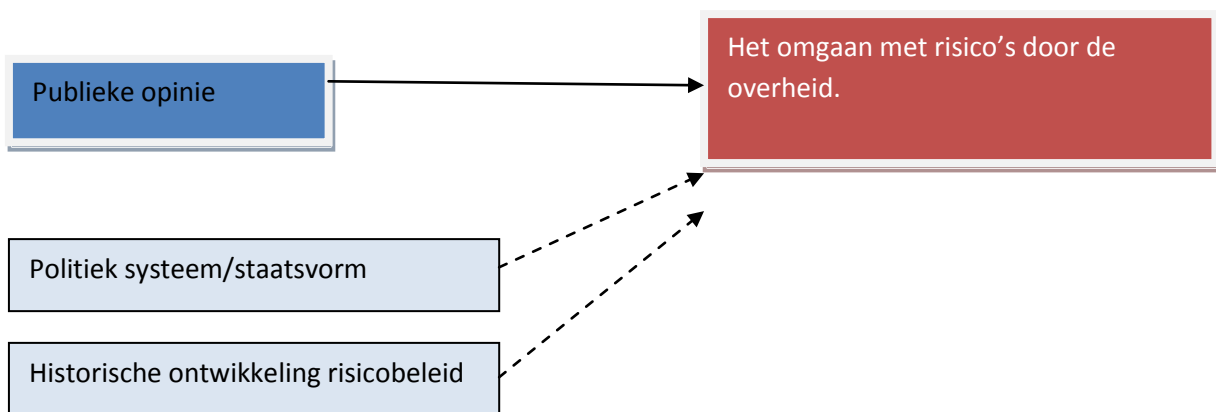 Publieke opinie
Het omgaan met risico’s door de
overheid.
Politiek systeem/staatsvorm
Historische ontwikkeling risicobeleid